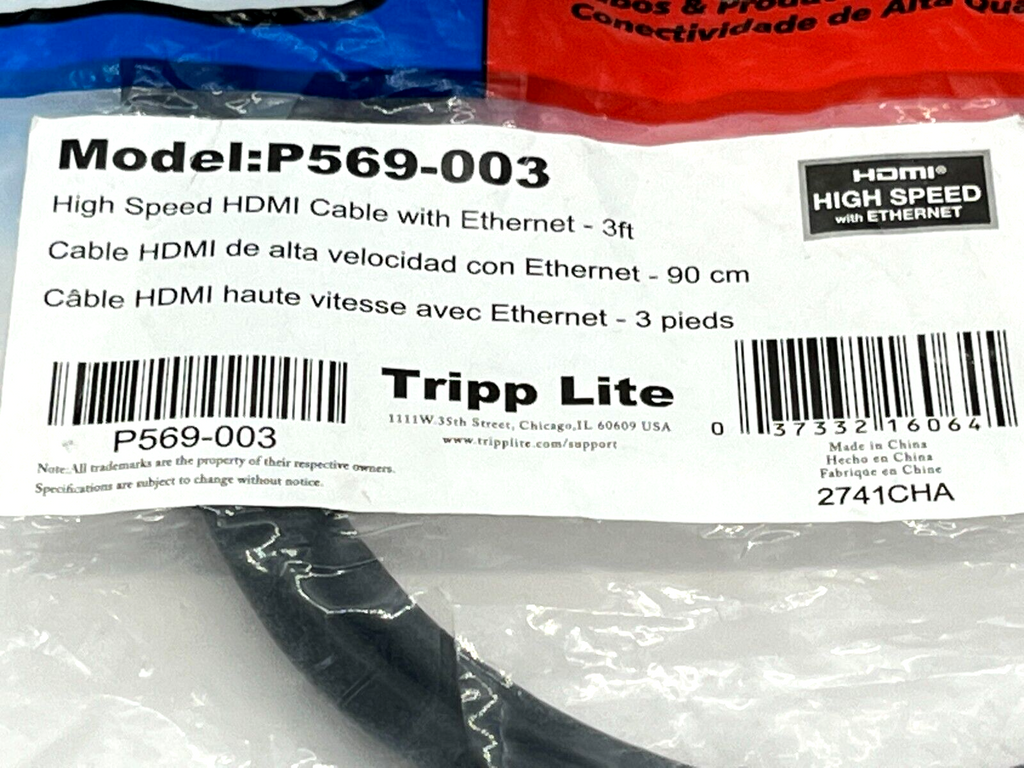 & Produ
Conectividade de Alta Qua
Model:P569-003
High Speed HDMI Cable with Ethernet - 3ft
Cable HDMI de alta velocidad con Ethernet - 90 cm
Câble HDMI haute vitesse avec Ethernet - 3 pieds
HDMI®
HIGH SPEED
with ETHERNET
P569-003
Note:All trademarks are the property of their respective owners.
Specifications are subject to change without notice.
Tripp Lite
1111W.35th Street, Chicago,IL 60609 USA
www.tripplite.com/support
0 37332 16064
Made in China
Hecho en China
Fabrique en Chine
2741CHA